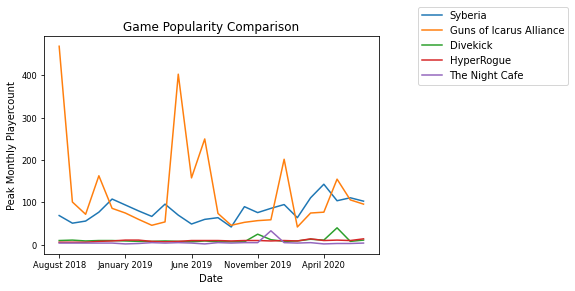 Game Popularity Comparison
Syberia
Guns of Icarus Alliance
Divekick
HyperRogue
The Night Cafe
Peak Monthly Playercount
400
300
200
100
0
August 2018
January 2019
June 2019
November 2019
April 2020
Date